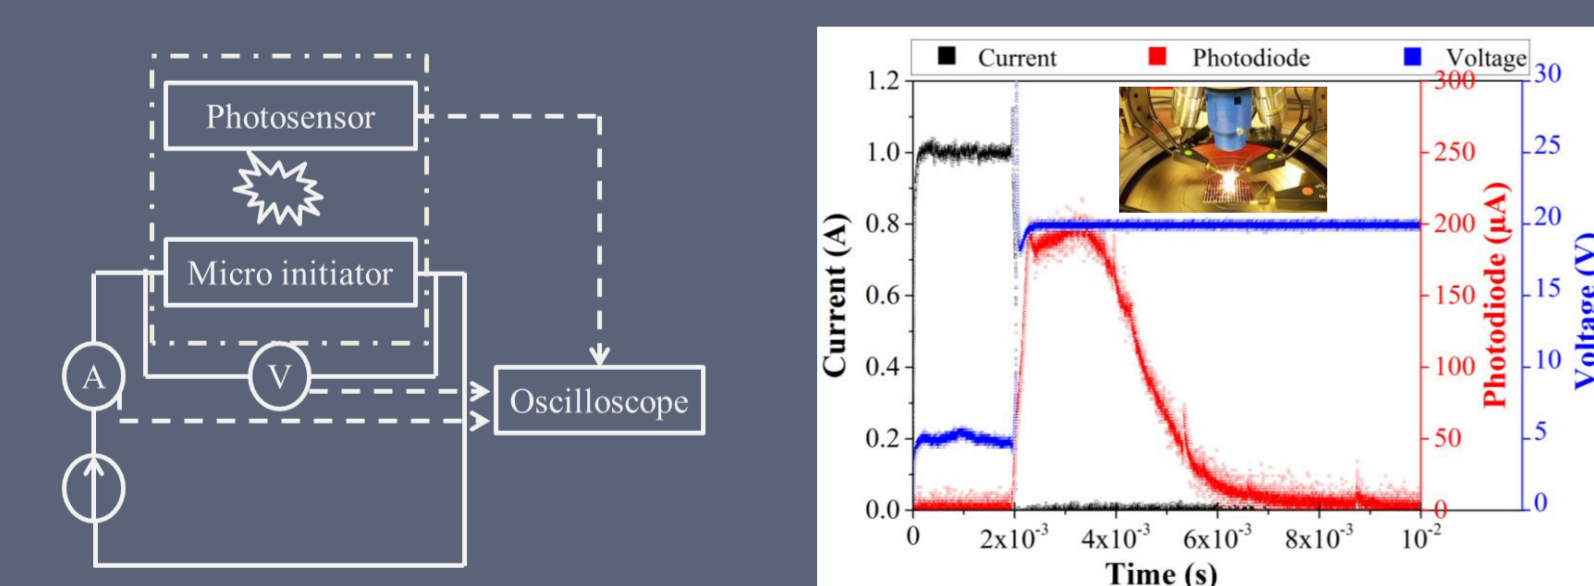 Photosensor
Micro initiator
A
V
Oscilloscope
Current
Photodiode
Voltage
1.2
1.0
0.8
0.6
0.4
0.2
0.0
Current (A)
300
250
200
150
100
50
0
Photodiode (µA)
30
25
20
15
10
5
0
Voltage (V)
0
2x10⁻³
4x10⁻³
6x10⁻³
8x10⁻³
10⁻²
Time (s)